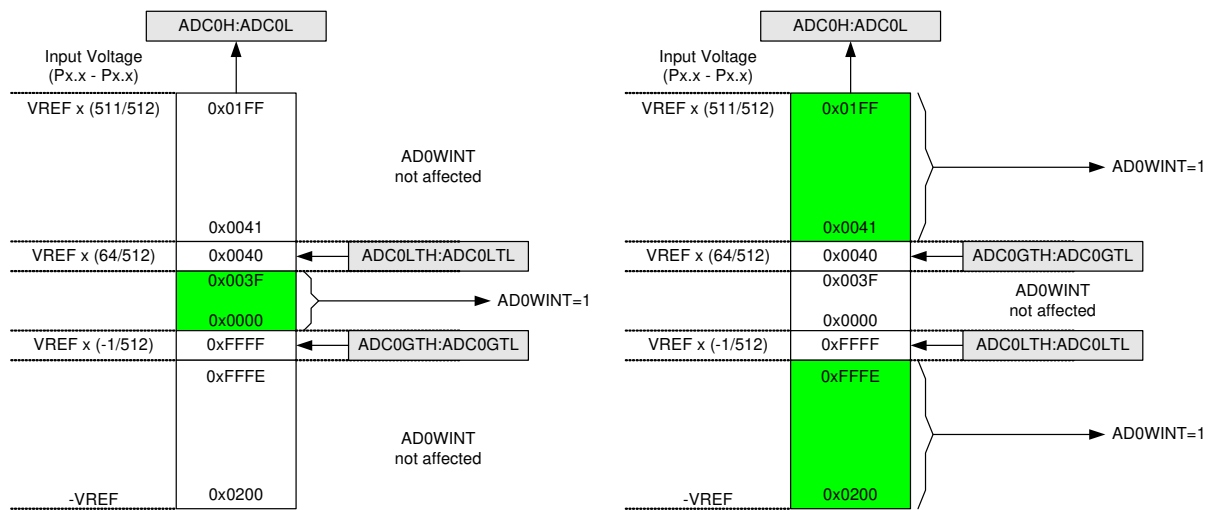 ADC0H:ADC0L
Input Voltage
(Px.x - Px.x)
VREF x (511/512)
0x01FF
AD0WINT
not affected
0x0041
VREF x (64/512)
0x0040
ADC0LTH:ADC0LTL
0x003F
AD0WINT=1
0x0000
VREF x (-1/512)
0xFFFF
ADC0GTH:ADC0GTL
0xFFFE
AD0WINT
not affected
-VREF
0x0200
ADC0H:ADC0L
Input Voltage
(Px.x - Px.x)
VREF x (511/512)
0x01FF
AD0WINT=1
0x0041
VREF x (64/512)
0x0040
ADC0GTH:ADC0GTL
0x003F
AD0WINT
not affected
0x0000
VREF x (-1/512)
0xFFFF
ADC0LTH:ADC0LTL
0xFFFE
AD0WINT=1
-VREF
0x0200